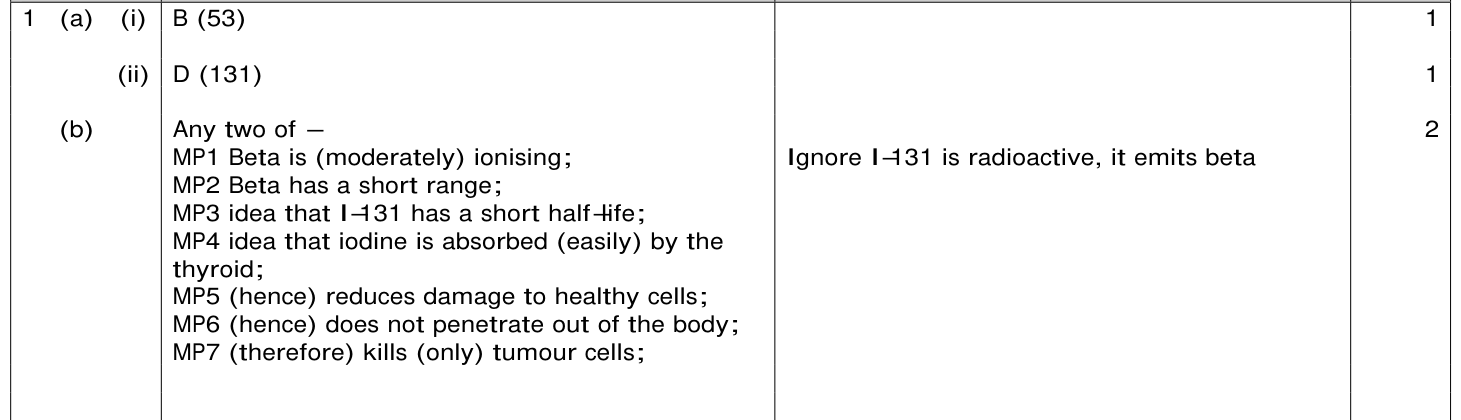 1 (a) (i) B (53) 1
(ii) D (131) 1
(b) Any two of – 2
MP1 Beta is (moderately) ionising; Ignore I-131 is radioactive, it emits beta
MP2 Beta has a short range;
MP3 idea that I-131 has a short half-life;
MP4 idea that iodine is absorbed (easily) by the
thyroid;
MP5 (hence) reduces damage to healthy cells;
MP6 (hence) does not penetrate out of the body;
MP7 (therefore) kills (only) tumour cells;